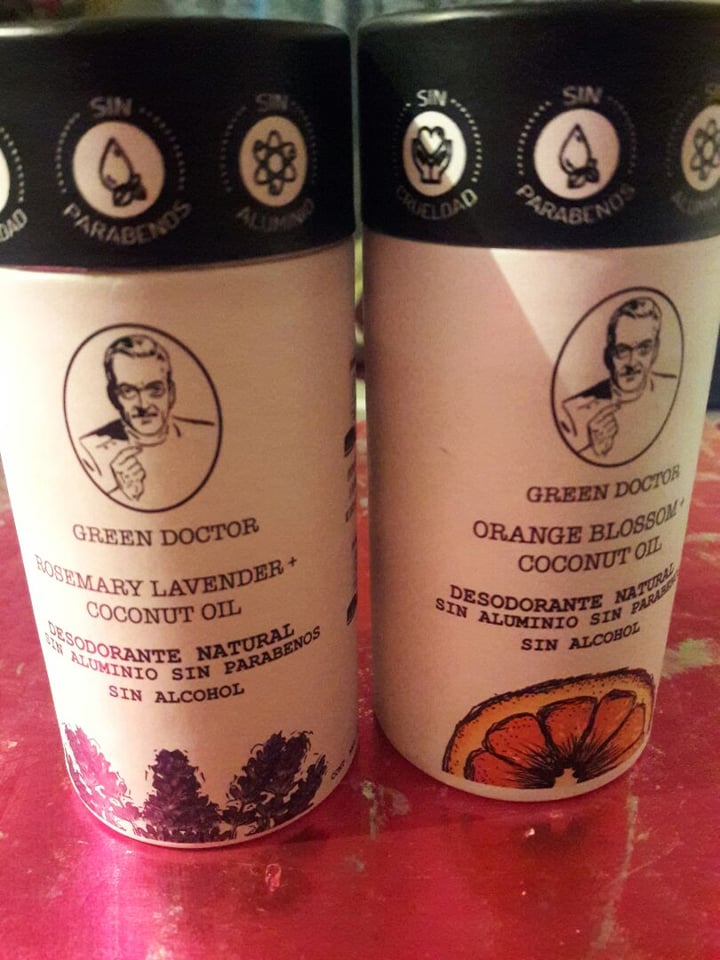 SIN
PARABENOS
SIN
ALUMINIO
GREEN DOCTOR
ROSEMARY LAVENDER +
COCONUT OIL
DESODORANTE NATURAL
SIN ALUMINIO SIN PARABENOS
SIN ALCOHOL
SIN
CRUELDAD
SIN
PARABENOS
SIN
GREEN DOCTOR
ORANGE BLOSSOM +
COCONUT OIL
DESODORANTE NATURAL
SIN ALUMINIO SIN
SIN ALCOHOL